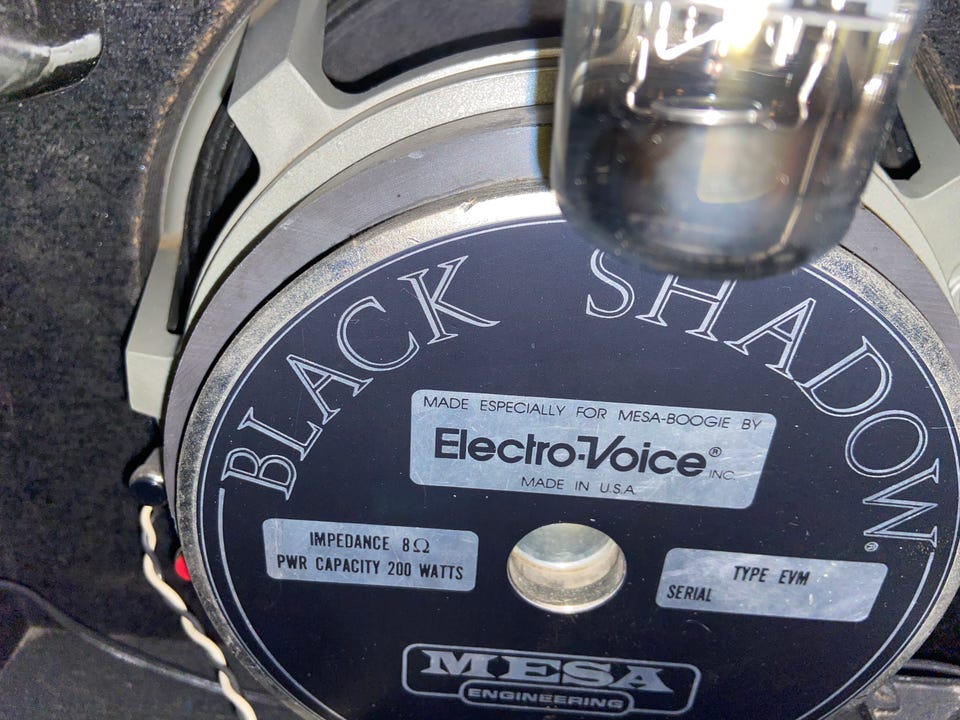 BLACK SHADOW®
MADE ESPECIALLY FOR MESA-BOOGIE BY
Electro-Voice® INC.
MADE IN U.S.A.
IMPEDANCE 8Ω
PWR CAPACITY 200 WATTS
TYPE EVM
SERIAL
MESA
ENGINEERING